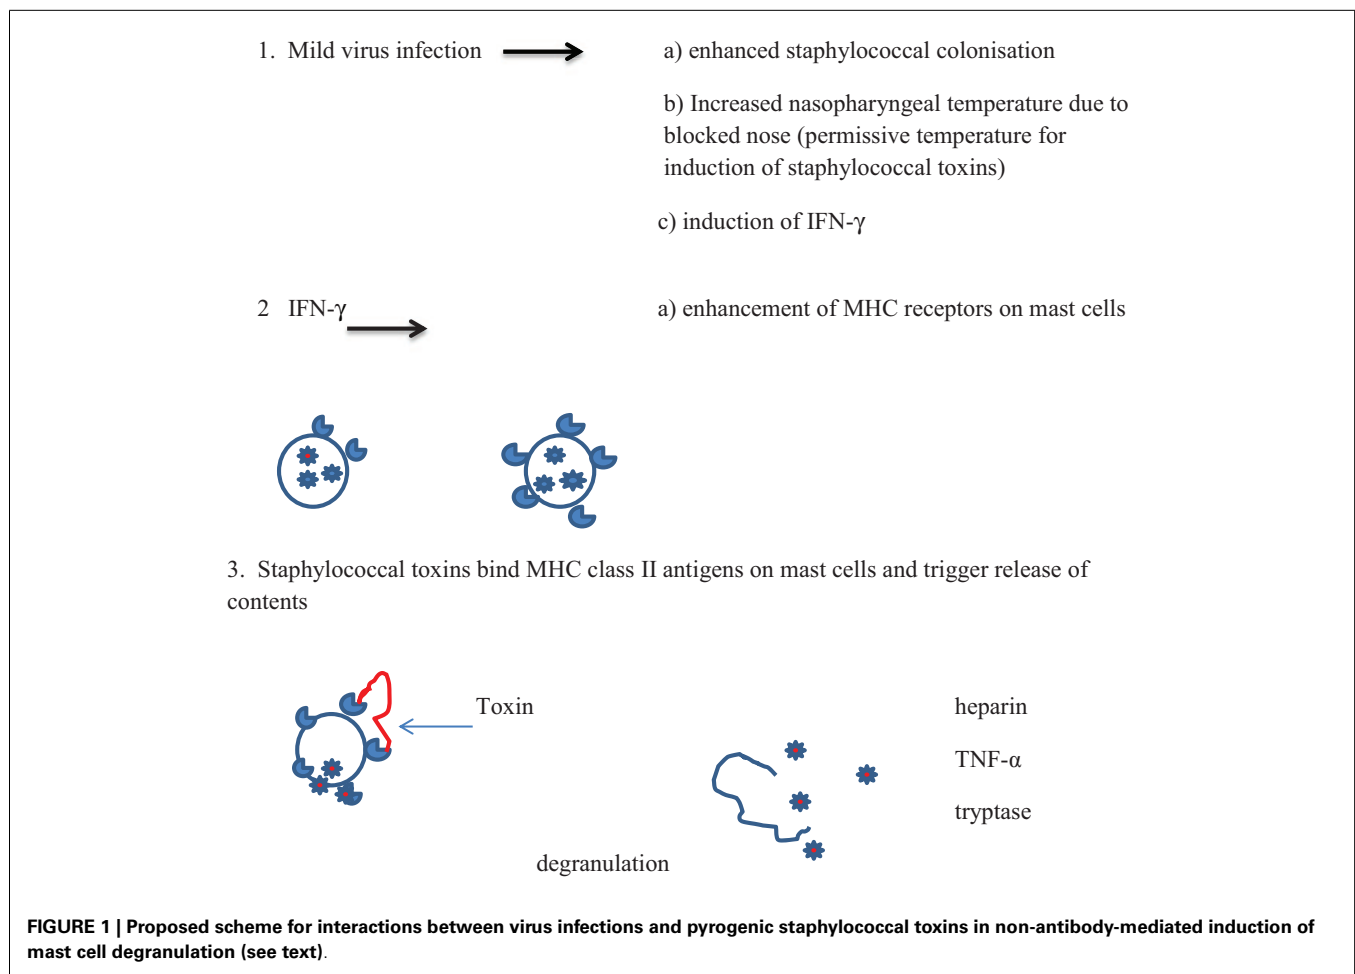 1. Mild virus infection
a) enhanced staphylococcal colonisation
b) Increased nasopharyngeal temperature due to
blocked nose (permissive temperature for
induction of staphylococcal toxins)
c) induction of IFN-γ
2 IFN-γ
a) enhancement of MHC receptors on mast cells
3. Staphylococcal toxins bind MHC class II antigens on mast cells and trigger release of
contents
Toxin
heparin
TNF-α
tryptase
degranulation
FIGURE 1 | Proposed scheme for interactions between virus infections and pyrogenic staphylococcal toxins in non-antibody-mediated induction of
mast cell degranulation (see text).